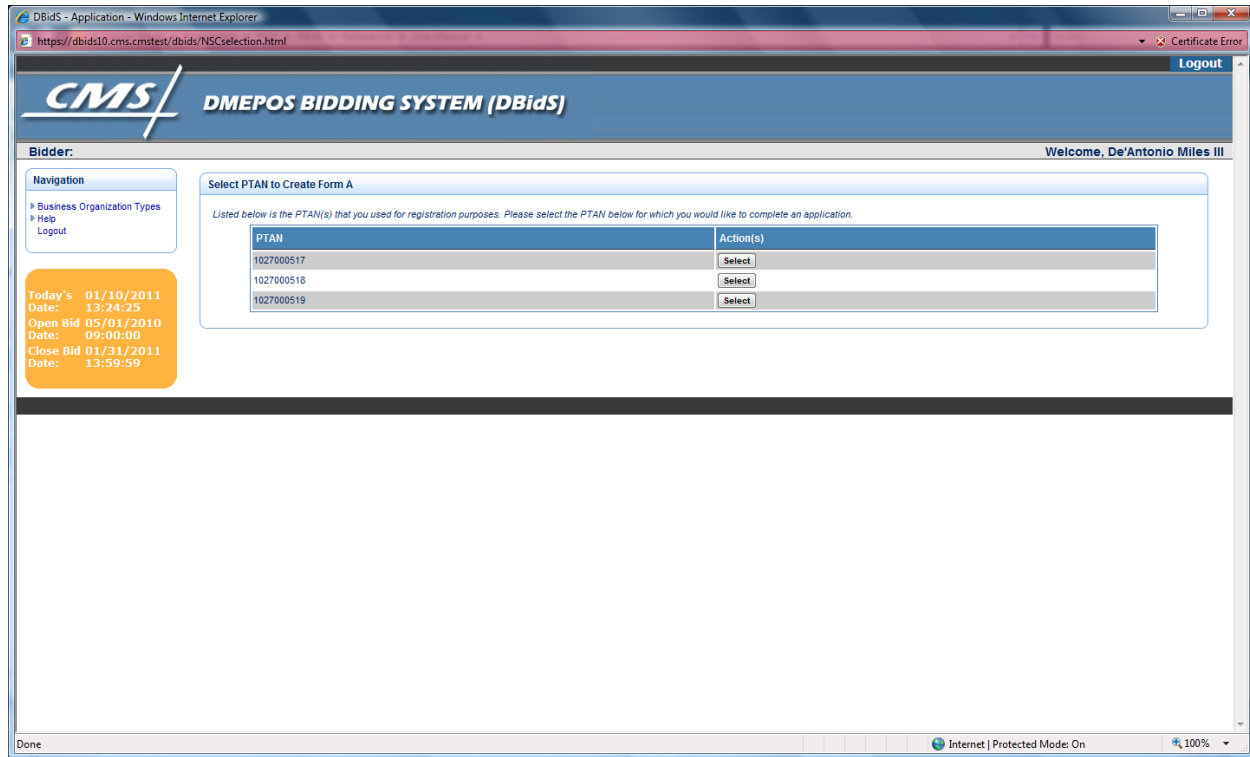 DBidS - Application - Windows Internet Explorer
https://dbids10.cms.cmstest/dbids/NSCselection.html
Certificate Error
Logout
CMS
DMEPOS BIDDING SYSTEM (DBidS)
Bidder:
Welcome, De'Antonio Miles III
Navigation
Business Organization Types
Help
Logout
Today's Date: 01/10/2011 13:24:25
Open Bid Date: 05/01/2010 09:00:00
Close Bid Date: 01/31/2011 13:59:59
Select PTAN to Create Form A
Listed below is the PTAN(s) that you used for registration purposes. Please select the PTAN below for which you would like to complete an application.
PTAN Action(s)
1027000517 Select
1027000518 Select
1027000519 Select
Done
Internet | Protected Mode: On
100%